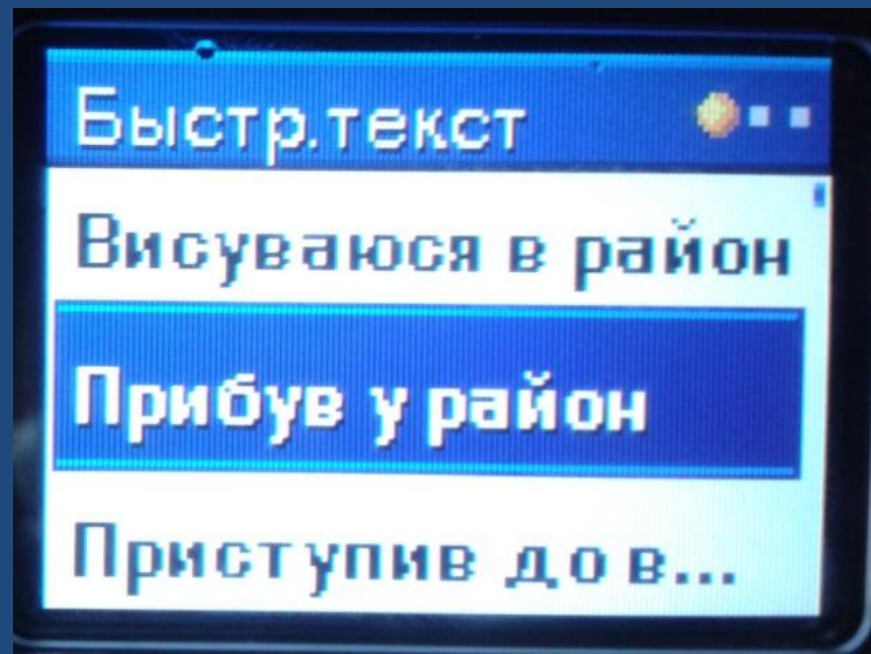 Быстр.текст
Висуваюся в район
Прибув у район
Приступив до в...